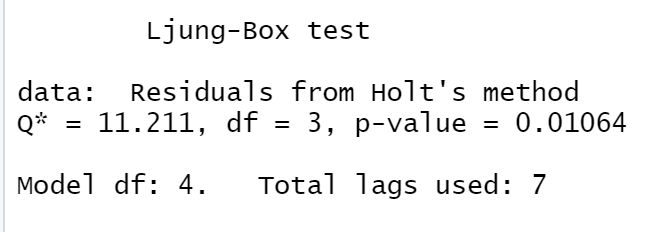 Ljung-Box test
data:  Residuals from Holt's method
Q* = 11.211, df = 3, p-value = 0.01064
Model df: 4.   Total lags used: 7